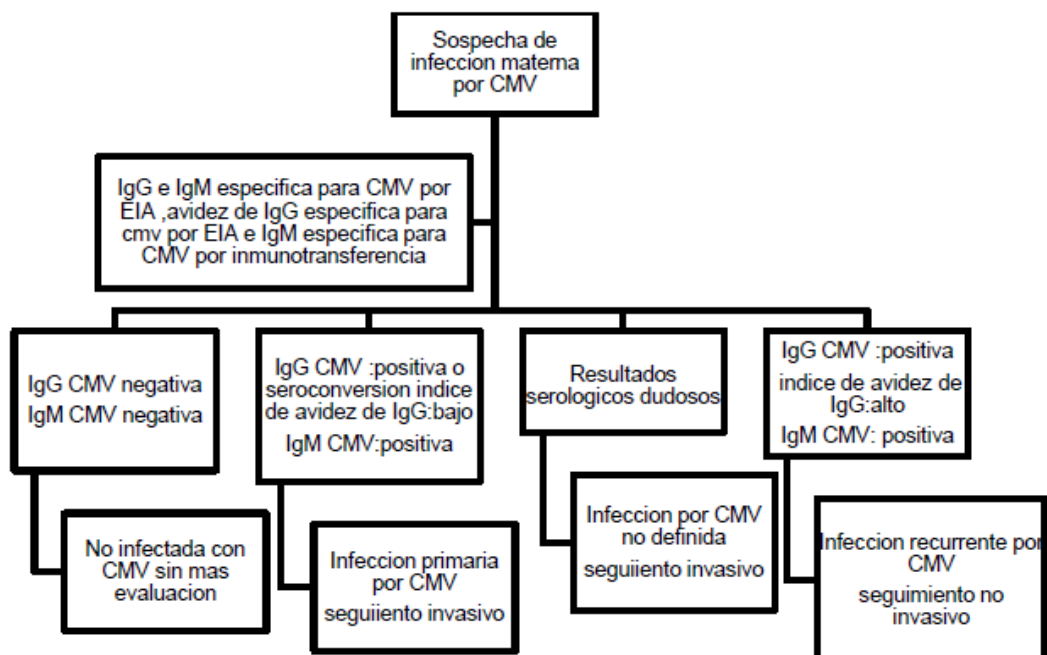 Sospecha de
infeccion materna
por CMV
IgG e IgM especifica para CMV por
EIA ,avidez de IgG especifica para
cmv por EIA e IgM especifica para
CMV por inmunotransferencia
IgG CMV negativa
IgM CMV negativa
IgG CMV :positiva o
seroconversion indice
de avidez de IgG:bajo
IgM CMV:positiva
Resultados
serologicos dudosos
IgG CMV :positiva
indice de avidez de
IgG:alto
IgM CMV: positiva
No infectada con
CMV sin mas
evaluacion
Infeccion primaria
por CMV
seguiiento invasivo
Infeccion por CMV
no definida
seguiiento invasivo
Infeccion recurrente por
CMV
seguimiento no
invasivo